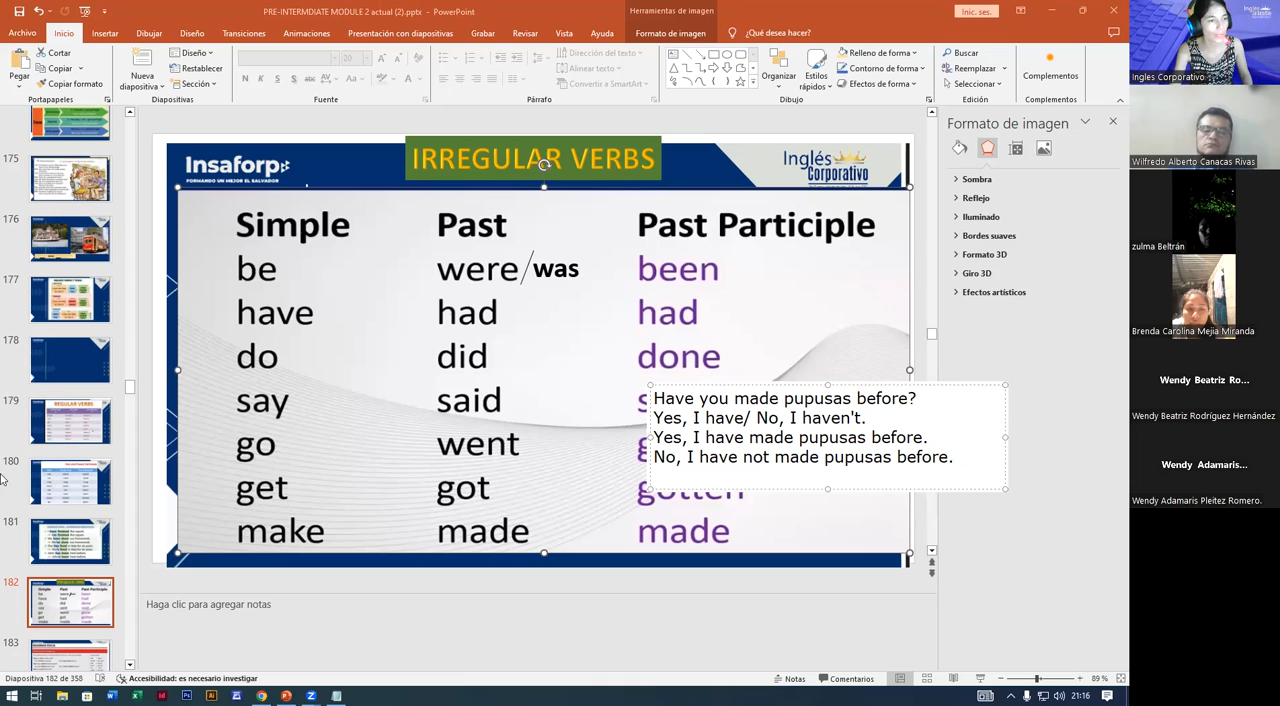 PRE-INTERMDIATE MODULE 2 actual (2).pptx - PowerPoint
Herramientas de imagen
Inic. ses.
Archivo Inicio Insertar Dibujar Diseño Transiciones Animaciones Presentación con diapositivas Grabar Revisar Vista Ayuda Formato de imagen ¿Qué desea hacer?
Pegar
Cortar
Copiar
Copiar formato
Portapapeles
Nueva diapositiva
Diseño
Restablecer
Sección
Diapositivas
20
N K S S abc AV Aa A
Fuente
Dirección del texto
Alinear texto
Convertir a SmartArt
Párrafo
Organizar
Estilos rápidos
Relleno de forma
Contorno de forma
Efectos de forma
Dibujo
Buscar
Reemplazar
Seleccionar
Edición
Complementos
Complementos
175
176
177
178
179
REGULAR VERBS
180
181
182
183
Insaforp
FORMANDO UN MEJOR EL SALVADOR
IRREGULAR VERBS
Inglés Corporativo
Simple Past Past Participle
be were/was been
have had had
do did done
say said
go went
get got gotten
make made made
Have you made pupusas before?
Yes, I have/ No, I haven't.
Yes, I have made pupusas before.
No, I have not made pupusas before.
Haga clic para agregar notas
Formato de imagen
Sombra
Reflejo
Iluminado
Bordes suaves
Formato 3D
Giro 3D
Efectos artísticos
Ingles Corporativo
Wilfredo Alberto Canacas Rivas
zulma Beltrán
Brenda Carolina Mejia Miranda
Wendy Beatriz Ro...
Wendy Beatriz Rodríguez Hernández
Wendy Adamaris...
Wendy Adamaris Pleitez Romero.
Diapositiva 182 de 358 Accesibilidad: es necesario investigar Notas Comentarios 89 %
21:16